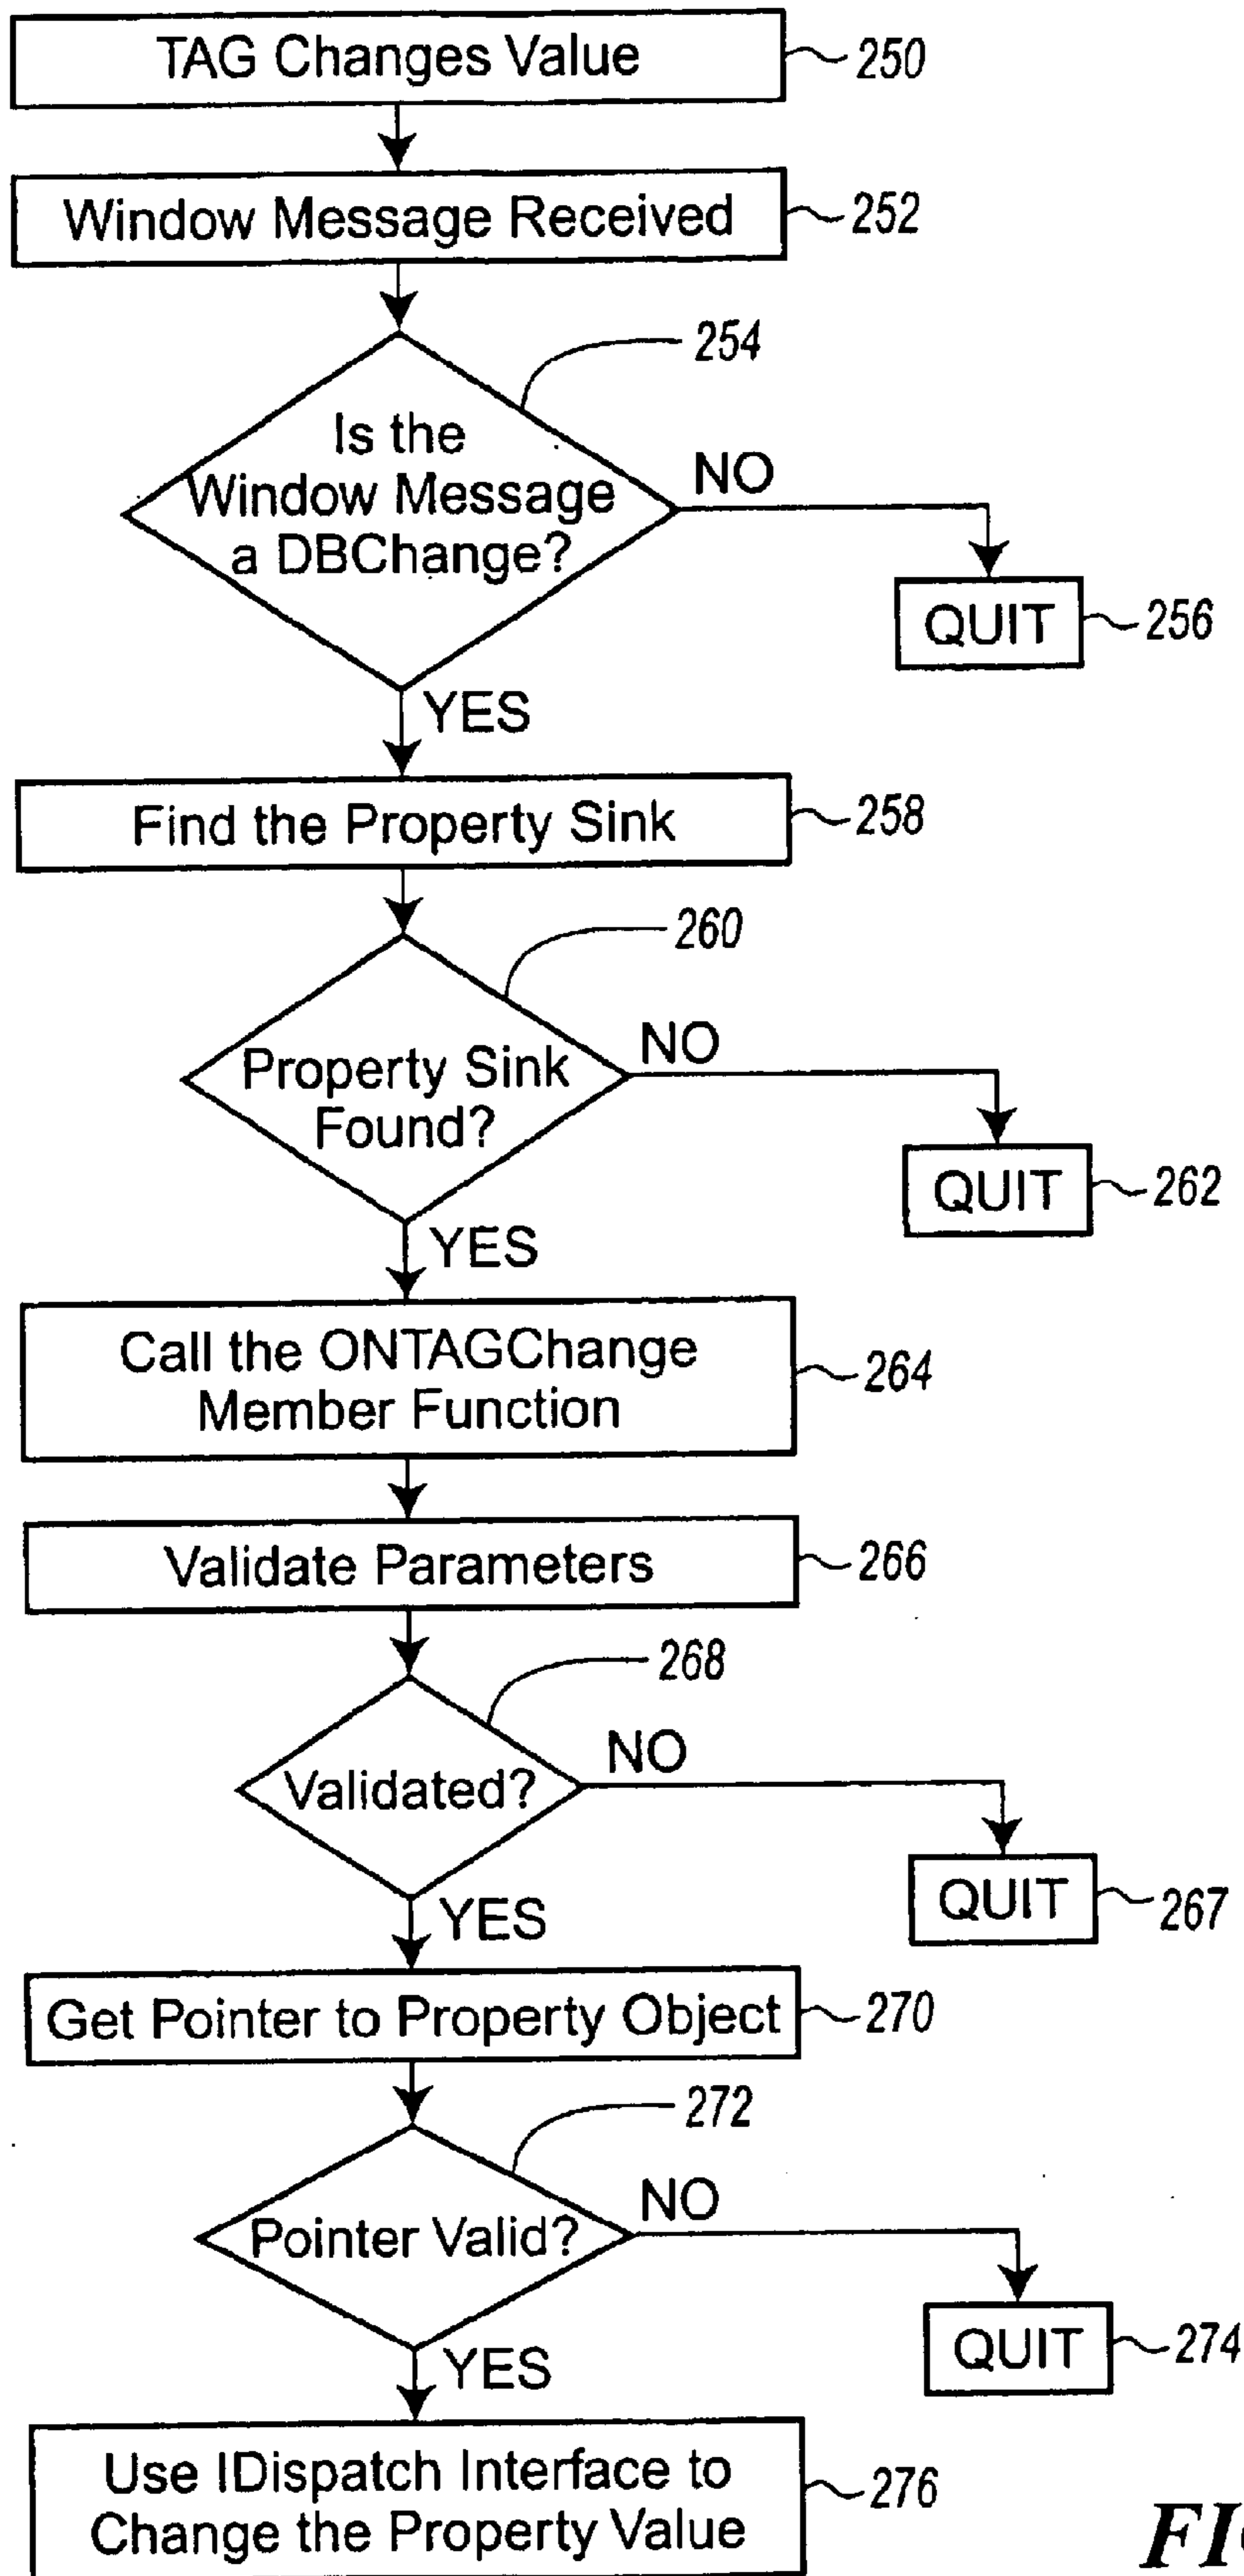 TAG Changes Value
250
Window Message Received
252
254
Is the
Window Message
a DBChange?
NO
QUIT
256
YES
Find the Property Sink
258
260
Property Sink
Found?
NO
QUIT
262
YES
Call the ONTAGChange
Member Function
264
Validate Parameters
266
268
Validated?
NO
QUIT
267
YES
Get Pointer to Property Object
270
272
Pointer Valid?
NO
QUIT
274
YES
Use IDispatch Interface to
Change the Property Value
276